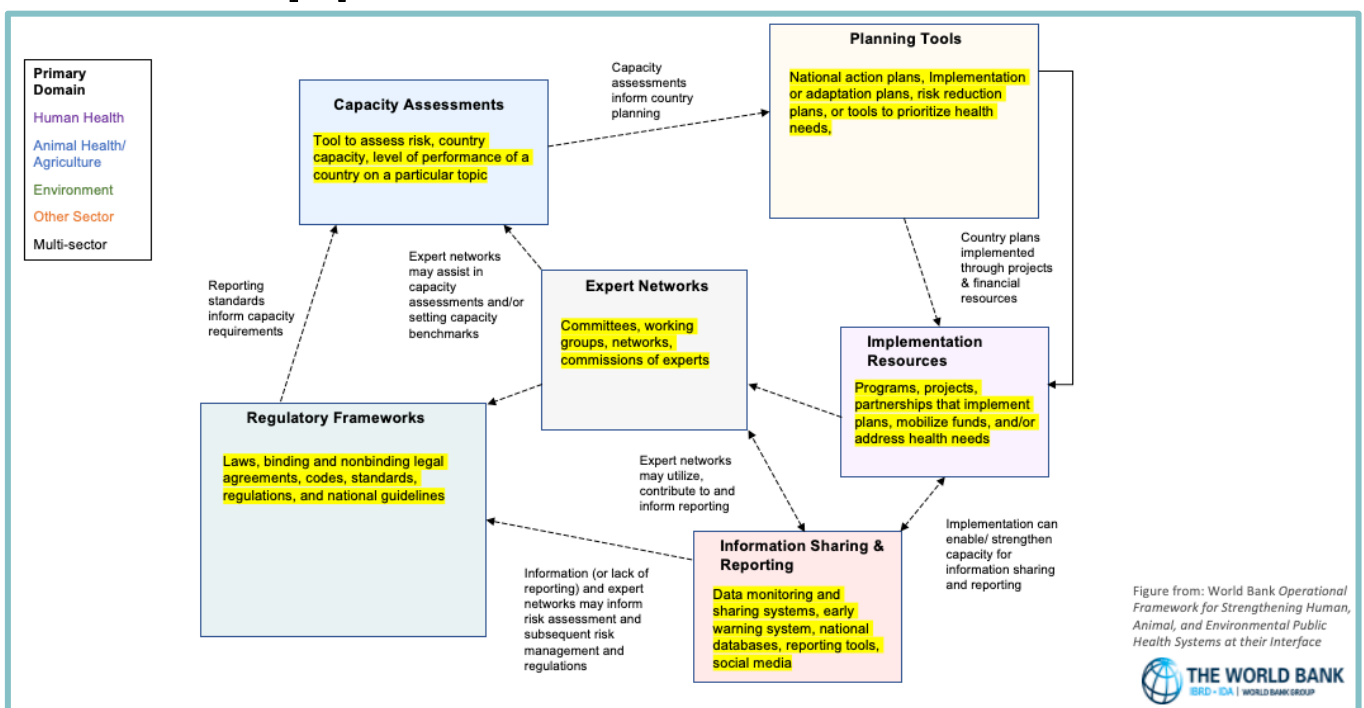 Primary
Domain
Human Health
Animal Health/
Agriculture
Environment
Other Sector
Multi-sector
Capacity Assessments
Tool to assess risk, country
capacity, level of performance of a
country on a particular topic
Capacity
assessments
inform country
planning
Planning Tools
National action plans, Implementation
or adaptation plans, risk reduction
plans, or tools to prioritize health
needs,
Reporting
standards
inform capacity
requirements
Expert networks
may assist in
capacity
assessments and/or
setting capacity
benchmarks
Expert Networks
Committees, working
groups, networks,
commissions of experts
Country plans
implemented
through projects
& financial
resources
Implementation
Resources
Programs, projects,
partnerships that implement
plans, mobilize funds, and/or
address health needs
Regulatory Frameworks
Laws, binding and nonbinding legal
agreements, codes, standards,
regulations, and national guidelines
Expert networks
may utilize,
contribute to and
inform reporting
Implementation can
enable/ strengthen
capacity for
information sharing
and reporting
Information (or lack of
reporting) and expert
networks may inform
risk assessment and
subsequent risk
management and
regulations
Information Sharing &
Reporting
Data monitoring and
sharing systems, early
warning system, national
databases, reporting tools,
social media
Figure from: World Bank Operational
Framework for Strengthening Human,
Animal, and Environmental Public
Health Systems at their Interface
THE WORLD BANK
IBRD • IDA | WORLD BANK GROUP